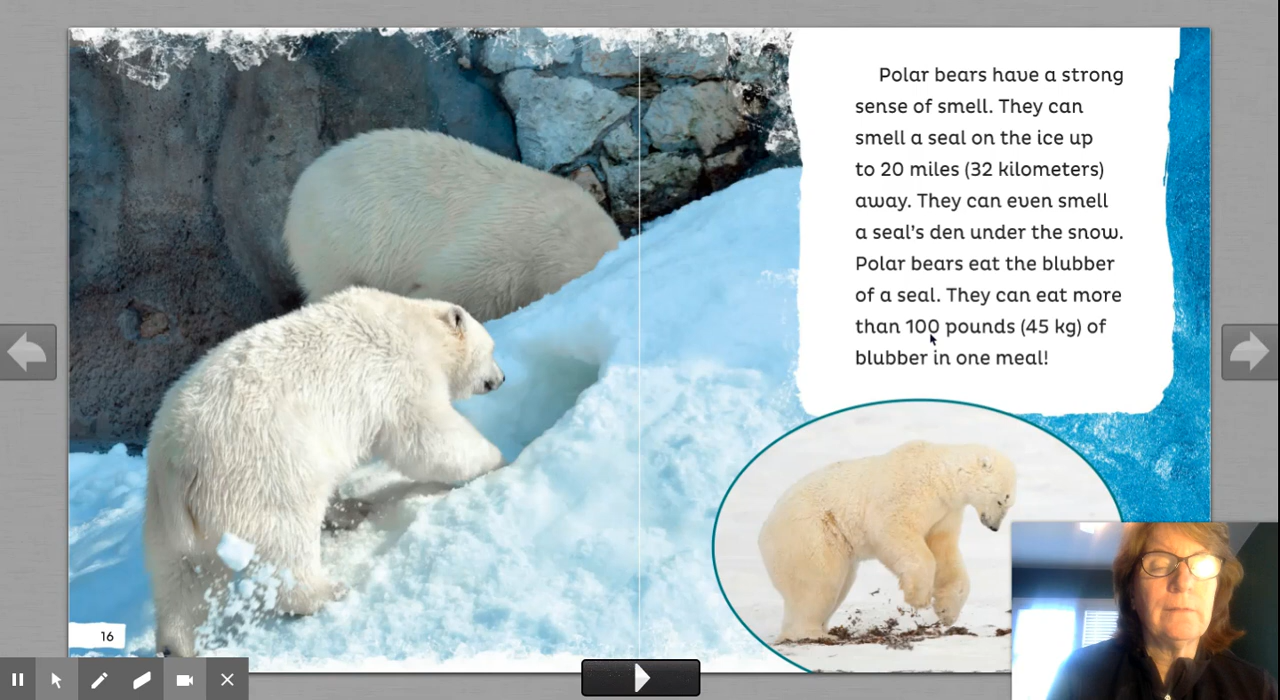 Polar bears have a strong
sense of smell. They can
smell a seal on the ice up
to 20 miles (32 kilometers)
away. They can even smell
a seal’s den under the snow.
Polar bears eat the blubber
of a seal. They can eat more
than 100 pounds (45 kg) of
blubber in one meal!
16